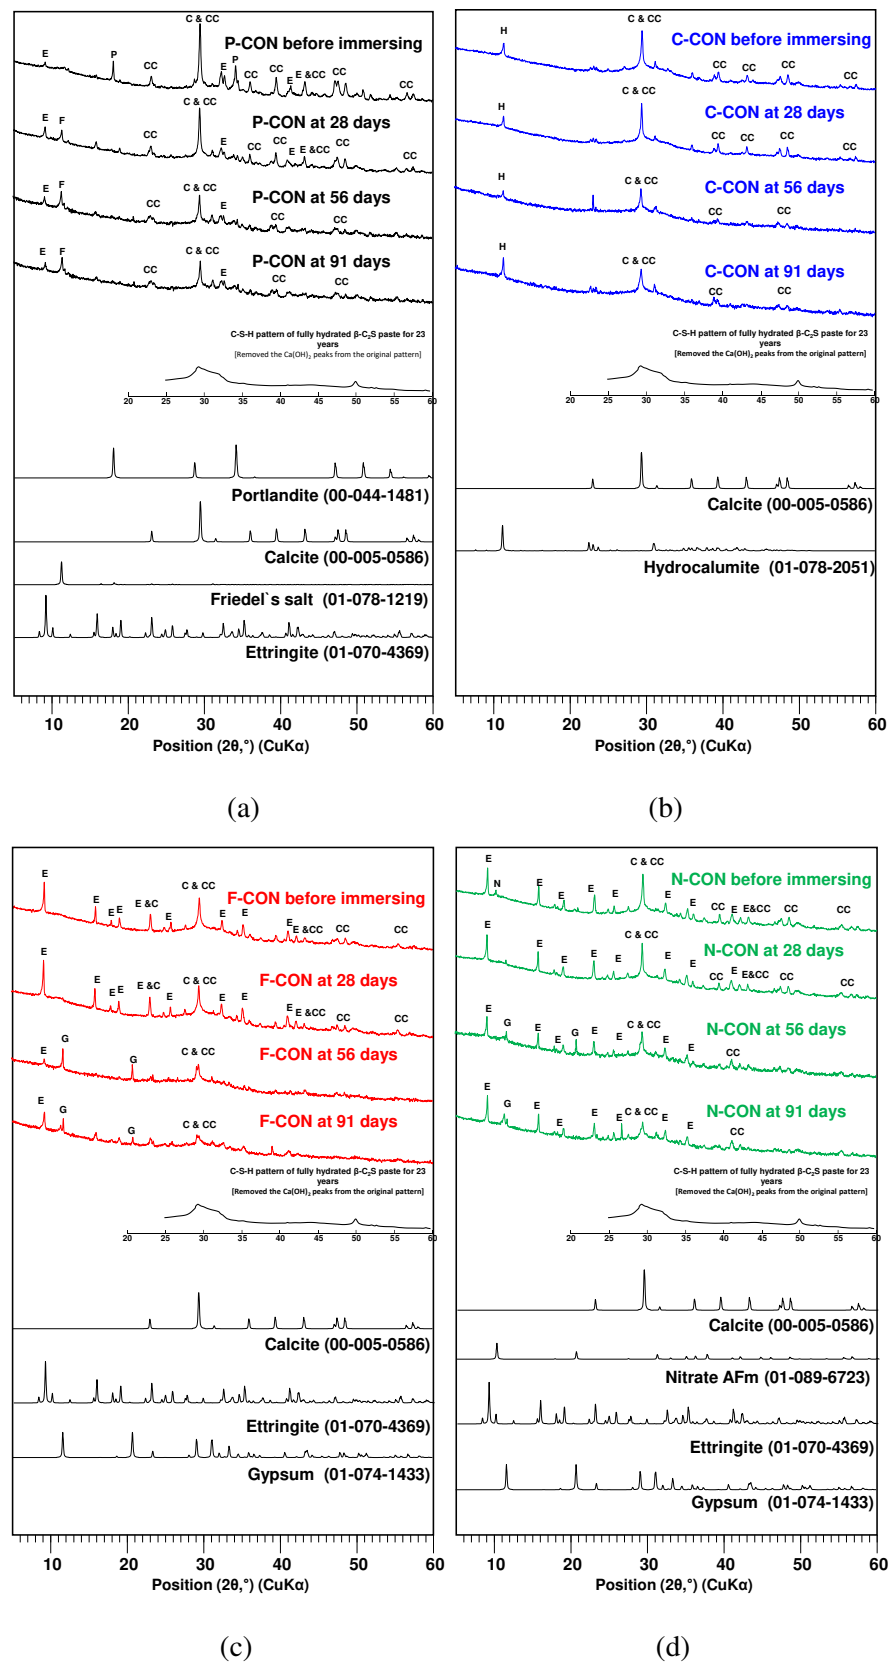 C & CC
E
P
P-CON before immersing
CC
E
P
CC
CC
E
E &CC
CC
CC
C & CC
E
F
P-CON at 28 days
CC
E
CC
CC
E
E &CC
CC
CC
E
F
C & CC
P-CON at 56 days
CC
E
CC
CC
E
F
C & CC
P-CON at 91 days
CC
E
CC
CC
C-S-H pattern of fully hydrated β-C₂S paste for 23
years
[Removed the Ca(OH)₂ peaks from the original pattern]
20 25 30 35 40 45 50 55 60
Portlandite (00-044-1481)
Calcite (00-005-0586)
Friedel`s salt (01-078-1219)
Ettringite (01-070-4369)
10 20 30 40 50 60
Position (2θ,°) (CuKα)
(a)
C & CC
H
C-CON before immersing
CC
CC
CC
CC
C & CC
H
C-CON at 28 days
CC
CC
CC
CC
C & CC
H
C-CON at 56 days
CC
CC
C & CC
H
C-CON at 91 days
CC
CC
C-S-H pattern of fully hydrated β-C₂S paste for 23
years
[Removed the Ca(OH)₂ peaks from the original pattern]
20 25 30 35 40 45 50 55 60
Calcite (00-005-0586)
Hydrocalumite (01-078-2051)
10 20 30 40 50 60
Position (2θ,°) (CuKα)
(b)
E
C & CC
F-CON before immersing
E
E
E
E &C
E
E
E
E
E &CC
CC
CC
E
C & CC
F-CON at 28 days
E
E
E
E &C
E
E
E
E
E &CC
CC
CC
E
G
G
C & CC
F-CON at 56 days
E
G
G
C & CC
F-CON at 91 days
C-S-H pattern of fully hydrated β-C₂S paste for 23
years
[Removed the Ca(OH)₂ peaks from the original pattern]
20 25 30 35 40 45 50 55 60
Calcite (00-005-0586)
Ettringite (01-070-4369)
Gypsum (01-074-1433)
10 20 30 40 50 60
Position (2θ,°) (CuKα)
(c)
E
N
C & CC
N-CON before immersing
E
E
E
E
E
E
CC
E
E&CC
CC
CC
E
C & CC
N-CON at 28 days
E
E
E
E
E
E
CC
E
E&CC
CC
CC
E
G
E
E
G
E
E
C & CC
N-CON at 56 days
E
E
CC
E
G
E
E
E
E
C & CC
N-CON at 91 days
E
E
CC
C-S-H pattern of fully hydrated β-C₂S paste for 23
years
[Removed the Ca(OH)₂ peaks from the original pattern]
20 25 30 35 40 45 50 55 60
Calcite (00-005-0586)
Nitrate AFm (01-089-6723)
Ettringite (01-070-4369)
Gypsum (01-074-1433)
10 20 30 40 50 60
Position (2θ,°) (CuKα)
(d)